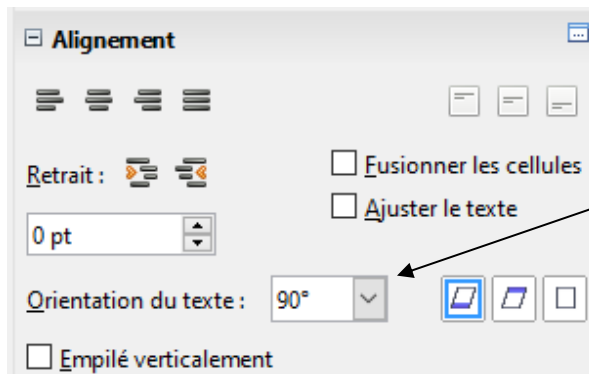 Alignement
Retrait :
Fusionner les cellules
Ajuster le texte
0 pt
Orientation du texte : 90°
Empilé verticalement